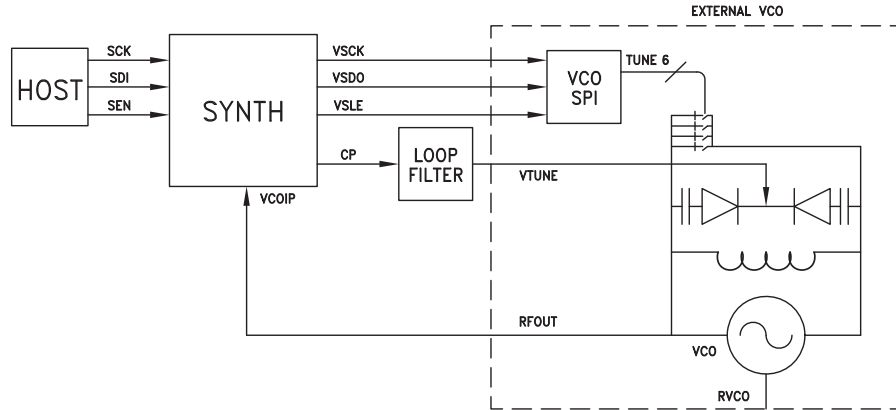 EXTERNAL VCO
HOST
SCK
SDI
SEN
SYNTH
VSCK
VSDO
VSLE
VCO
SPI
TUNE 6
CP
LOOP
FILTER
VTUNE
VCOIP
RFOUT
VCO
RVCO